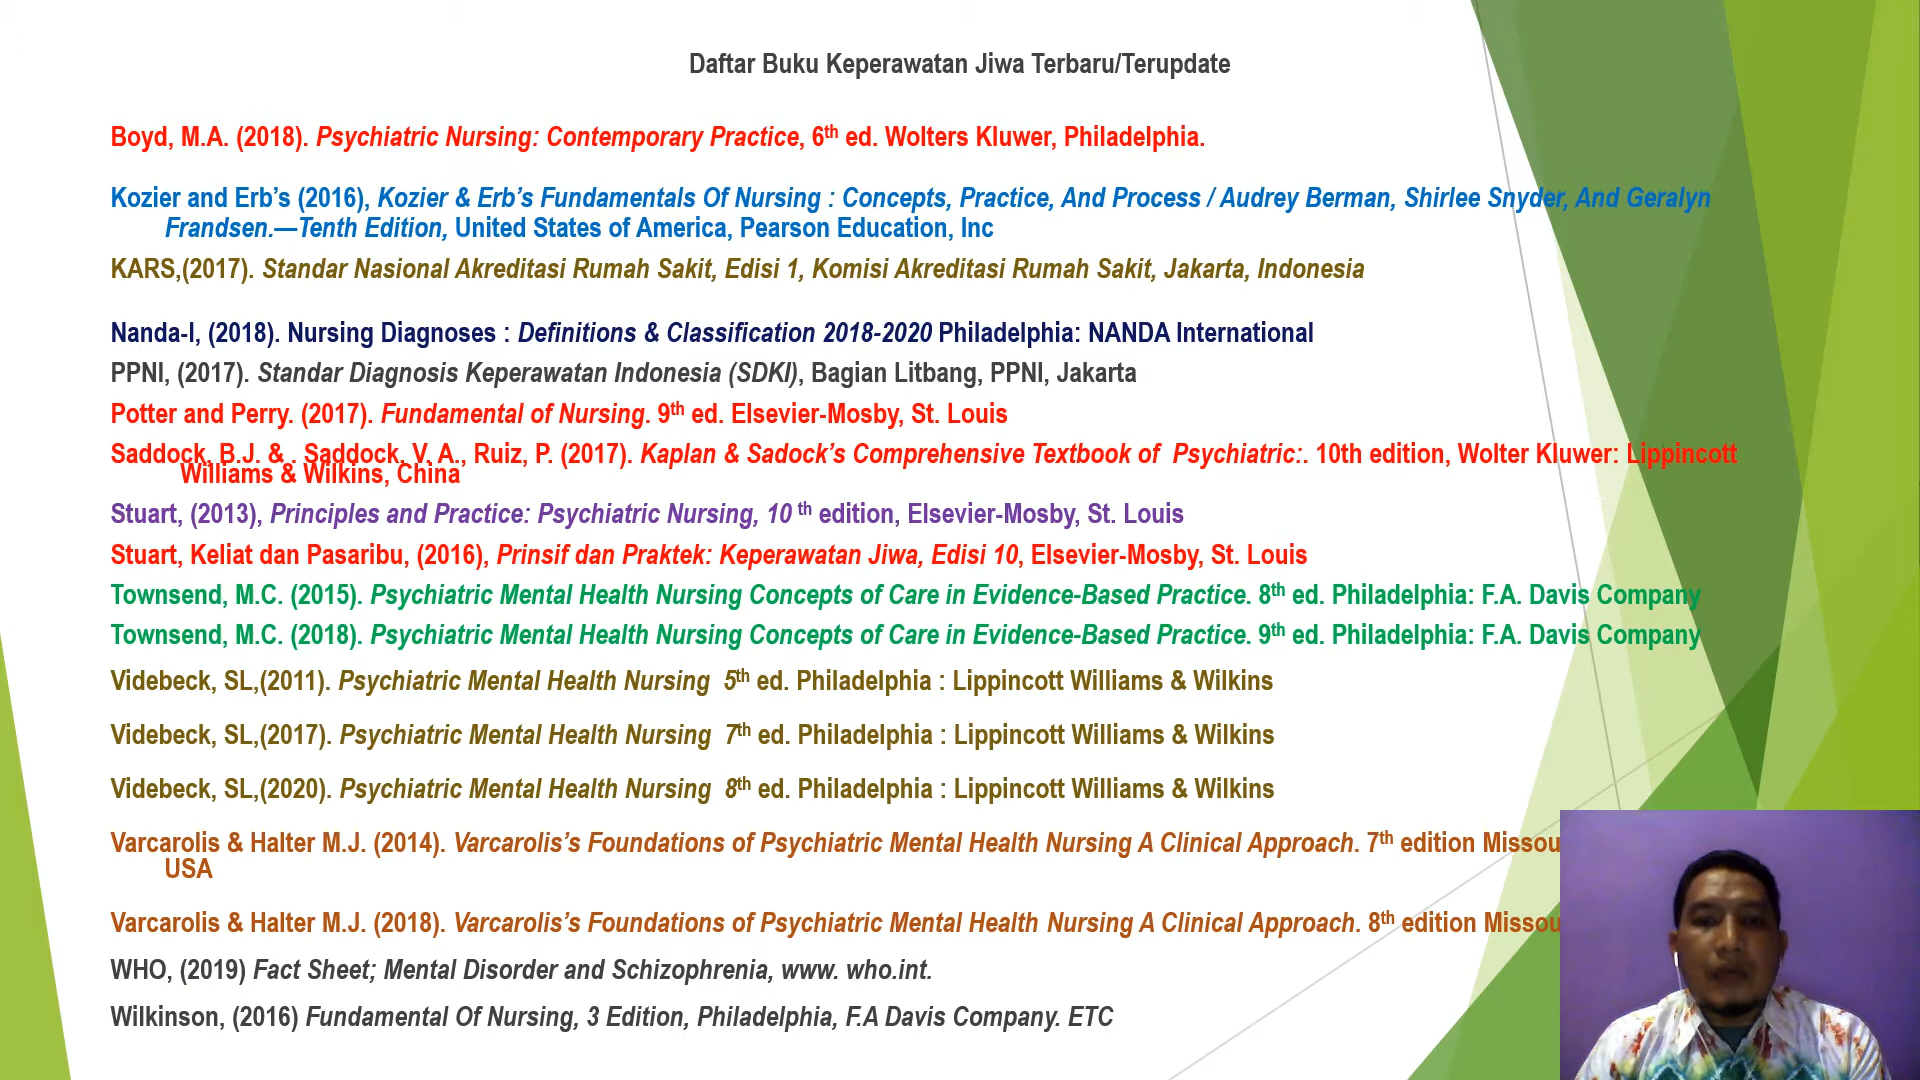 Daftar Buku Keperawatan Jiwa Terbaru/Terupdate
Boyd, M.A. (2018). Psychiatric Nursing: Contemporary Practice, 6th ed. Wolters Kluwer, Philadelphia.
Kozier and Erb’s (2016), Kozier & Erb’s Fundamentals Of Nursing : Concepts, Practice, And Process / Audrey Berman, Shirlee Snyder, And Geralyn
Frandsen.—Tenth Edition, United States of America, Pearson Education, Inc
KARS,(2017). Standar Nasional Akreditasi Rumah Sakit, Edisi 1, Komisi Akreditasi Rumah Sakit, Jakarta, Indonesia
Nanda-I, (2018). Nursing Diagnoses : Definitions & Classification 2018-2020 Philadelphia: NANDA International
PPNI, (2017). Standar Diagnosis Keperawatan Indonesia (SDKI), Bagian Litbang, PPNI, Jakarta
Potter and Perry. (2017). Fundamental of Nursing. 9th ed. Elsevier-Mosby, St. Louis
Saddock, B.J. & . Saddock, V. A., Ruiz, P. (2017). Kaplan & Sadock’s Comprehensive Textbook of Psychiatric:. 10th edition, Wolter Kluwer: Lippincott
Williams & Wilkins, China
Stuart, (2013), Principles and Practice: Psychiatric Nursing, 10 th edition, Elsevier-Mosby, St. Louis
Stuart, Keliat dan Pasaribu, (2016), Prinsif dan Praktek: Keperawatan Jiwa, Edisi 10, Elsevier-Mosby, St. Louis
Townsend, M.C. (2015). Psychiatric Mental Health Nursing Concepts of Care in Evidence-Based Practice. 8th ed. Philadelphia: F.A. Davis Company
Townsend, M.C. (2018). Psychiatric Mental Health Nursing Concepts of Care in Evidence-Based Practice. 9th ed. Philadelphia: F.A. Davis Company
Videbeck, SL,(2011). Psychiatric Mental Health Nursing 5th ed. Philadelphia : Lippincott Williams & Wilkins
Videbeck, SL,(2017). Psychiatric Mental Health Nursing 7th ed. Philadelphia : Lippincott Williams & Wilkins
Videbeck, SL,(2020). Psychiatric Mental Health Nursing 8th ed. Philadelphia : Lippincott Williams & Wilkins
Varcarolis & Halter M.J. (2014). Varcarolis’s Foundations of Psychiatric Mental Health Nursing A Clinical Approach. 7th edition Missou
USA
Varcarolis & Halter M.J. (2018). Varcarolis’s Foundations of Psychiatric Mental Health Nursing A Clinical Approach. 8th edition Missou
WHO, (2019) Fact Sheet; Mental Disorder and Schizophrenia, www. who.int.
Wilkinson, (2016) Fundamental Of Nursing, 3 Edition, Philadelphia, F.A Davis Company. ETC